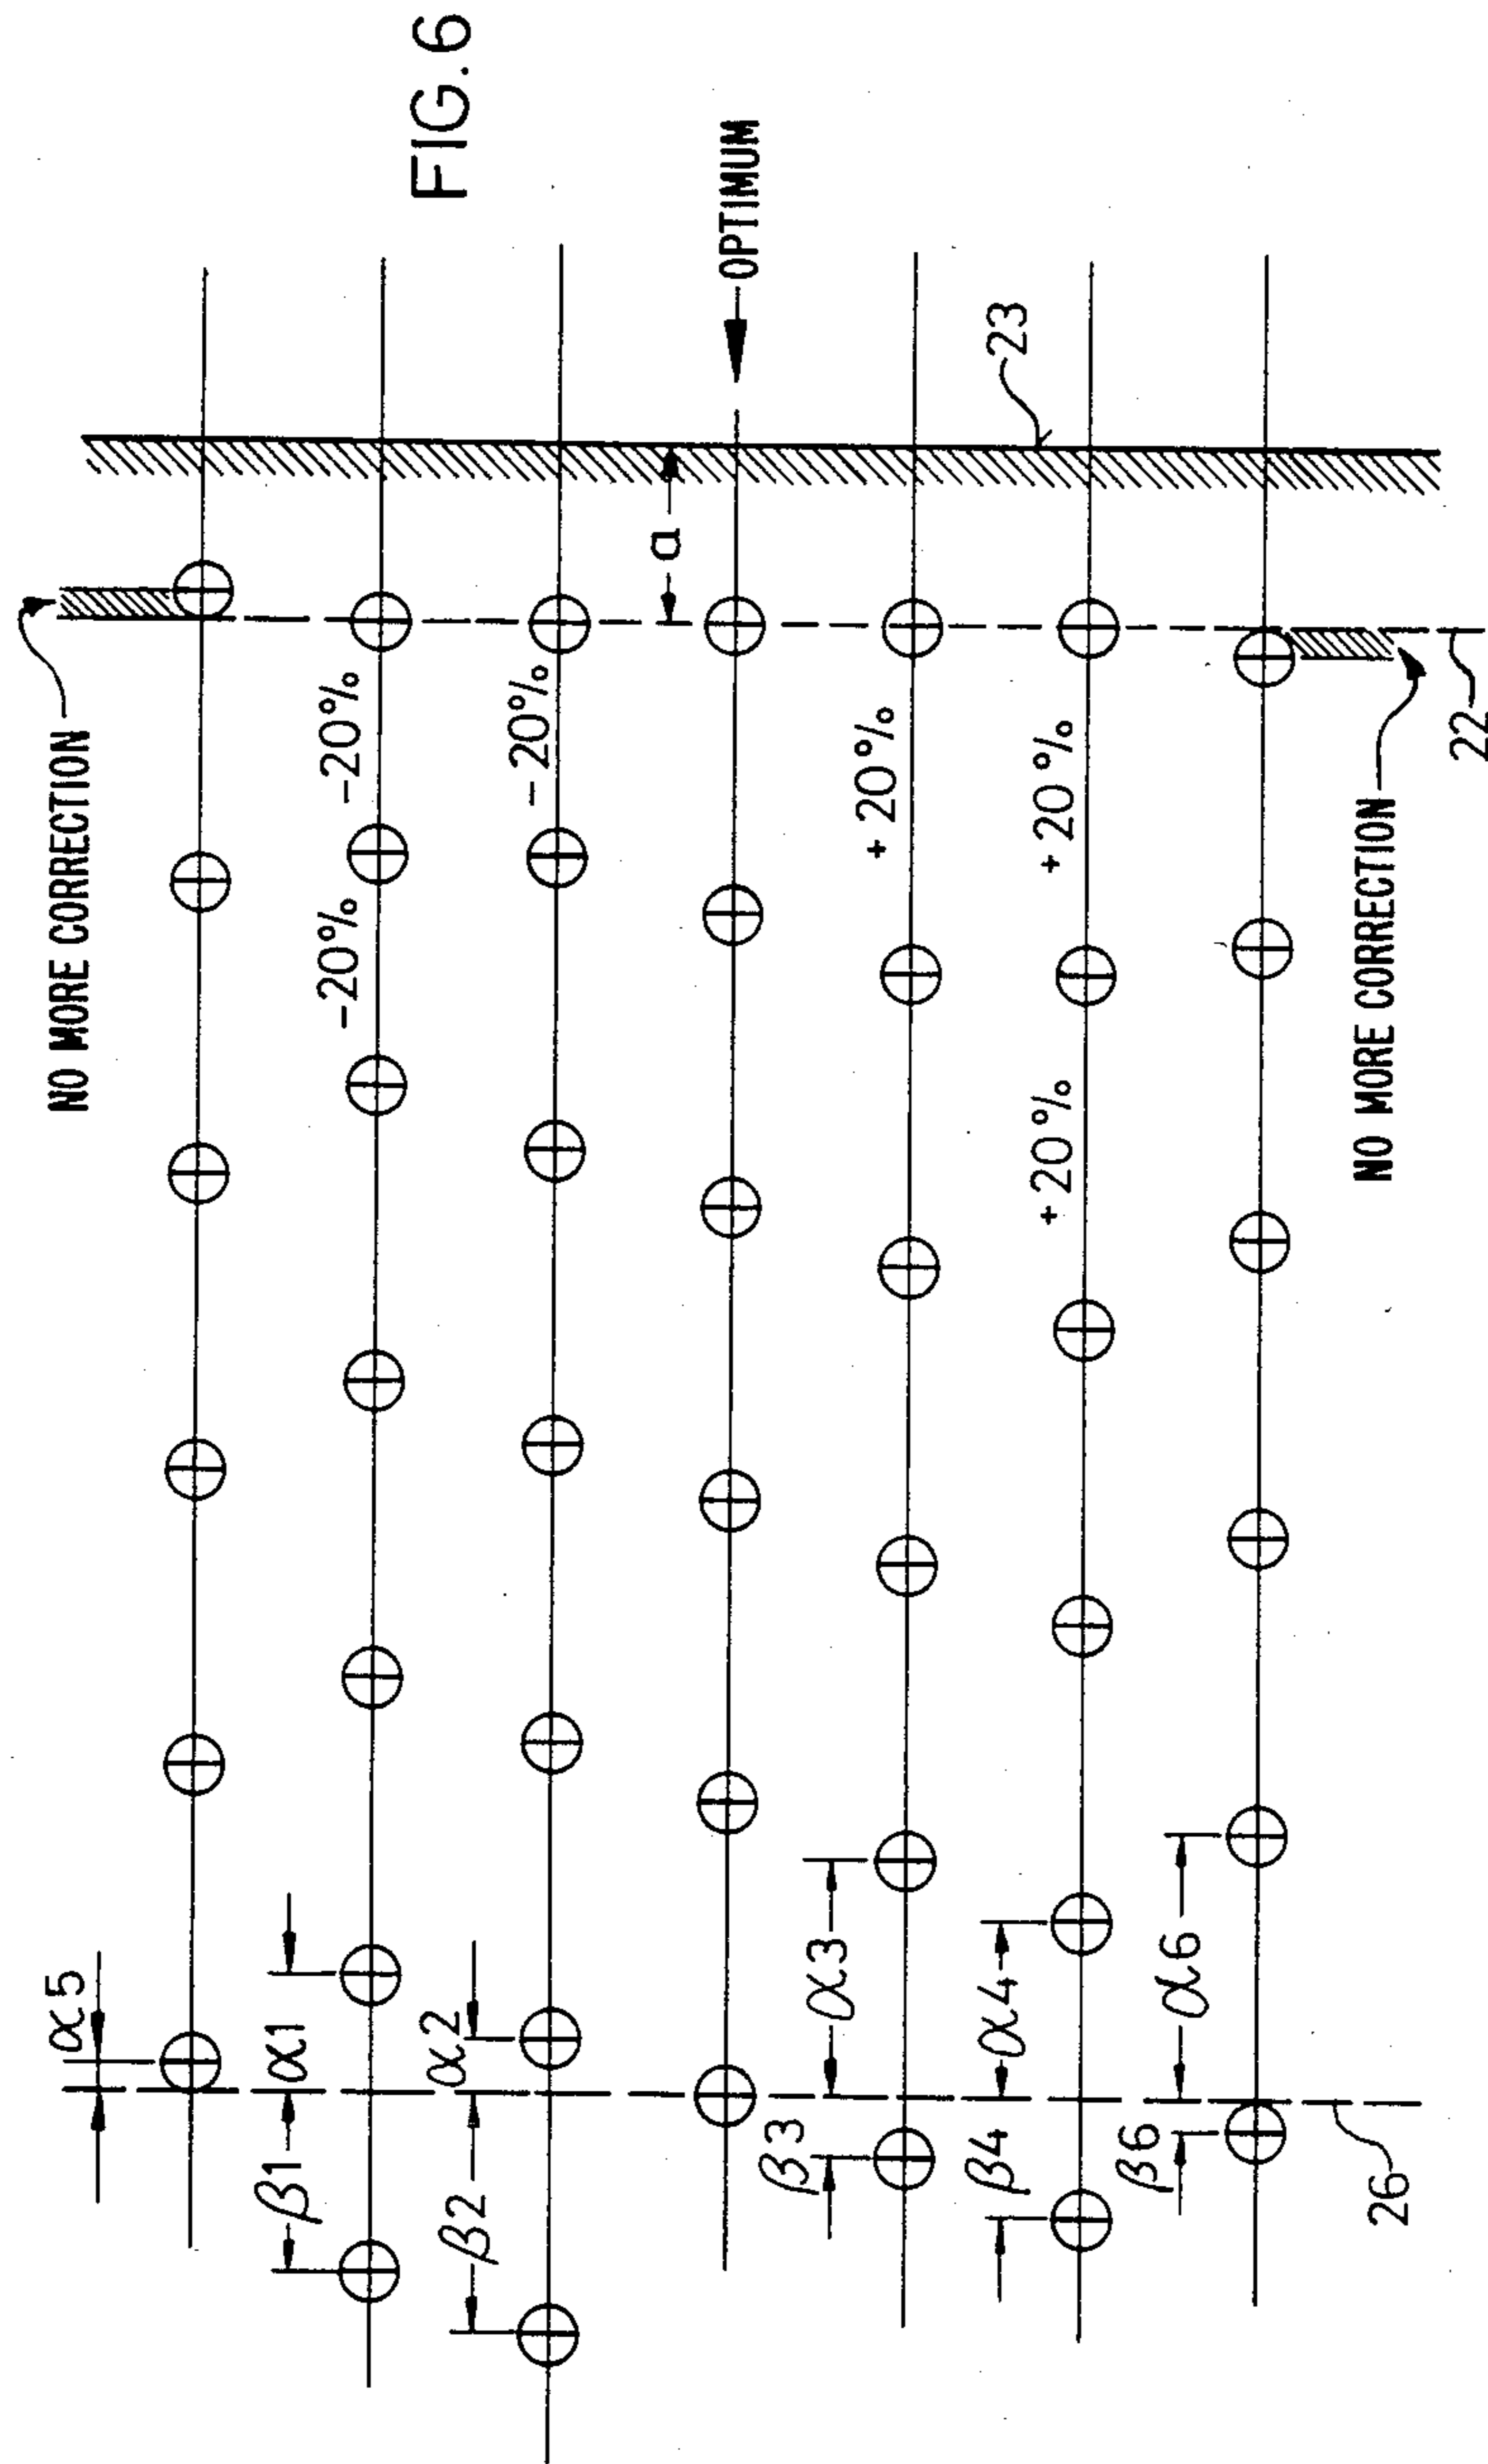 FIG. 6
NO MORE CORRECTION
-20%
-20%
- 20%
OPTIMUM
a
+ 20%
+ 20%
+ 20%
23
22
NO MORE CORRECTION
α5
α1
β1
α2
β2
α3
β3
α4
β4
α6
β6
26